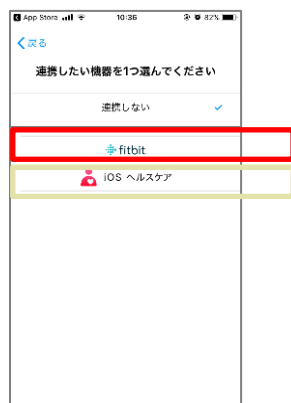 App Store 10:36 82%
戻る
連携したい機器を1つ選んでください
連携しない
fitbit
iOS ヘルスケア